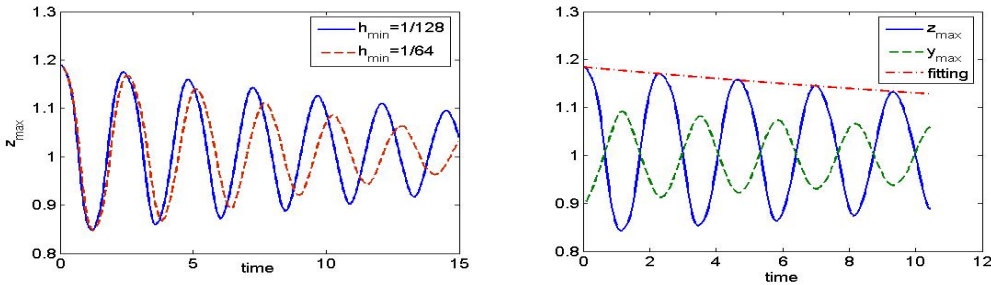 1.3
1.2
1.1
1
0.9
0.8
z_max
0 5 10 15
time
h_min=1/128
h_min=1/64
1.3
1.2
1.1
1
0.9
0.8
0 2 4 6 8 10 12
time
z_max
y_max
fitting